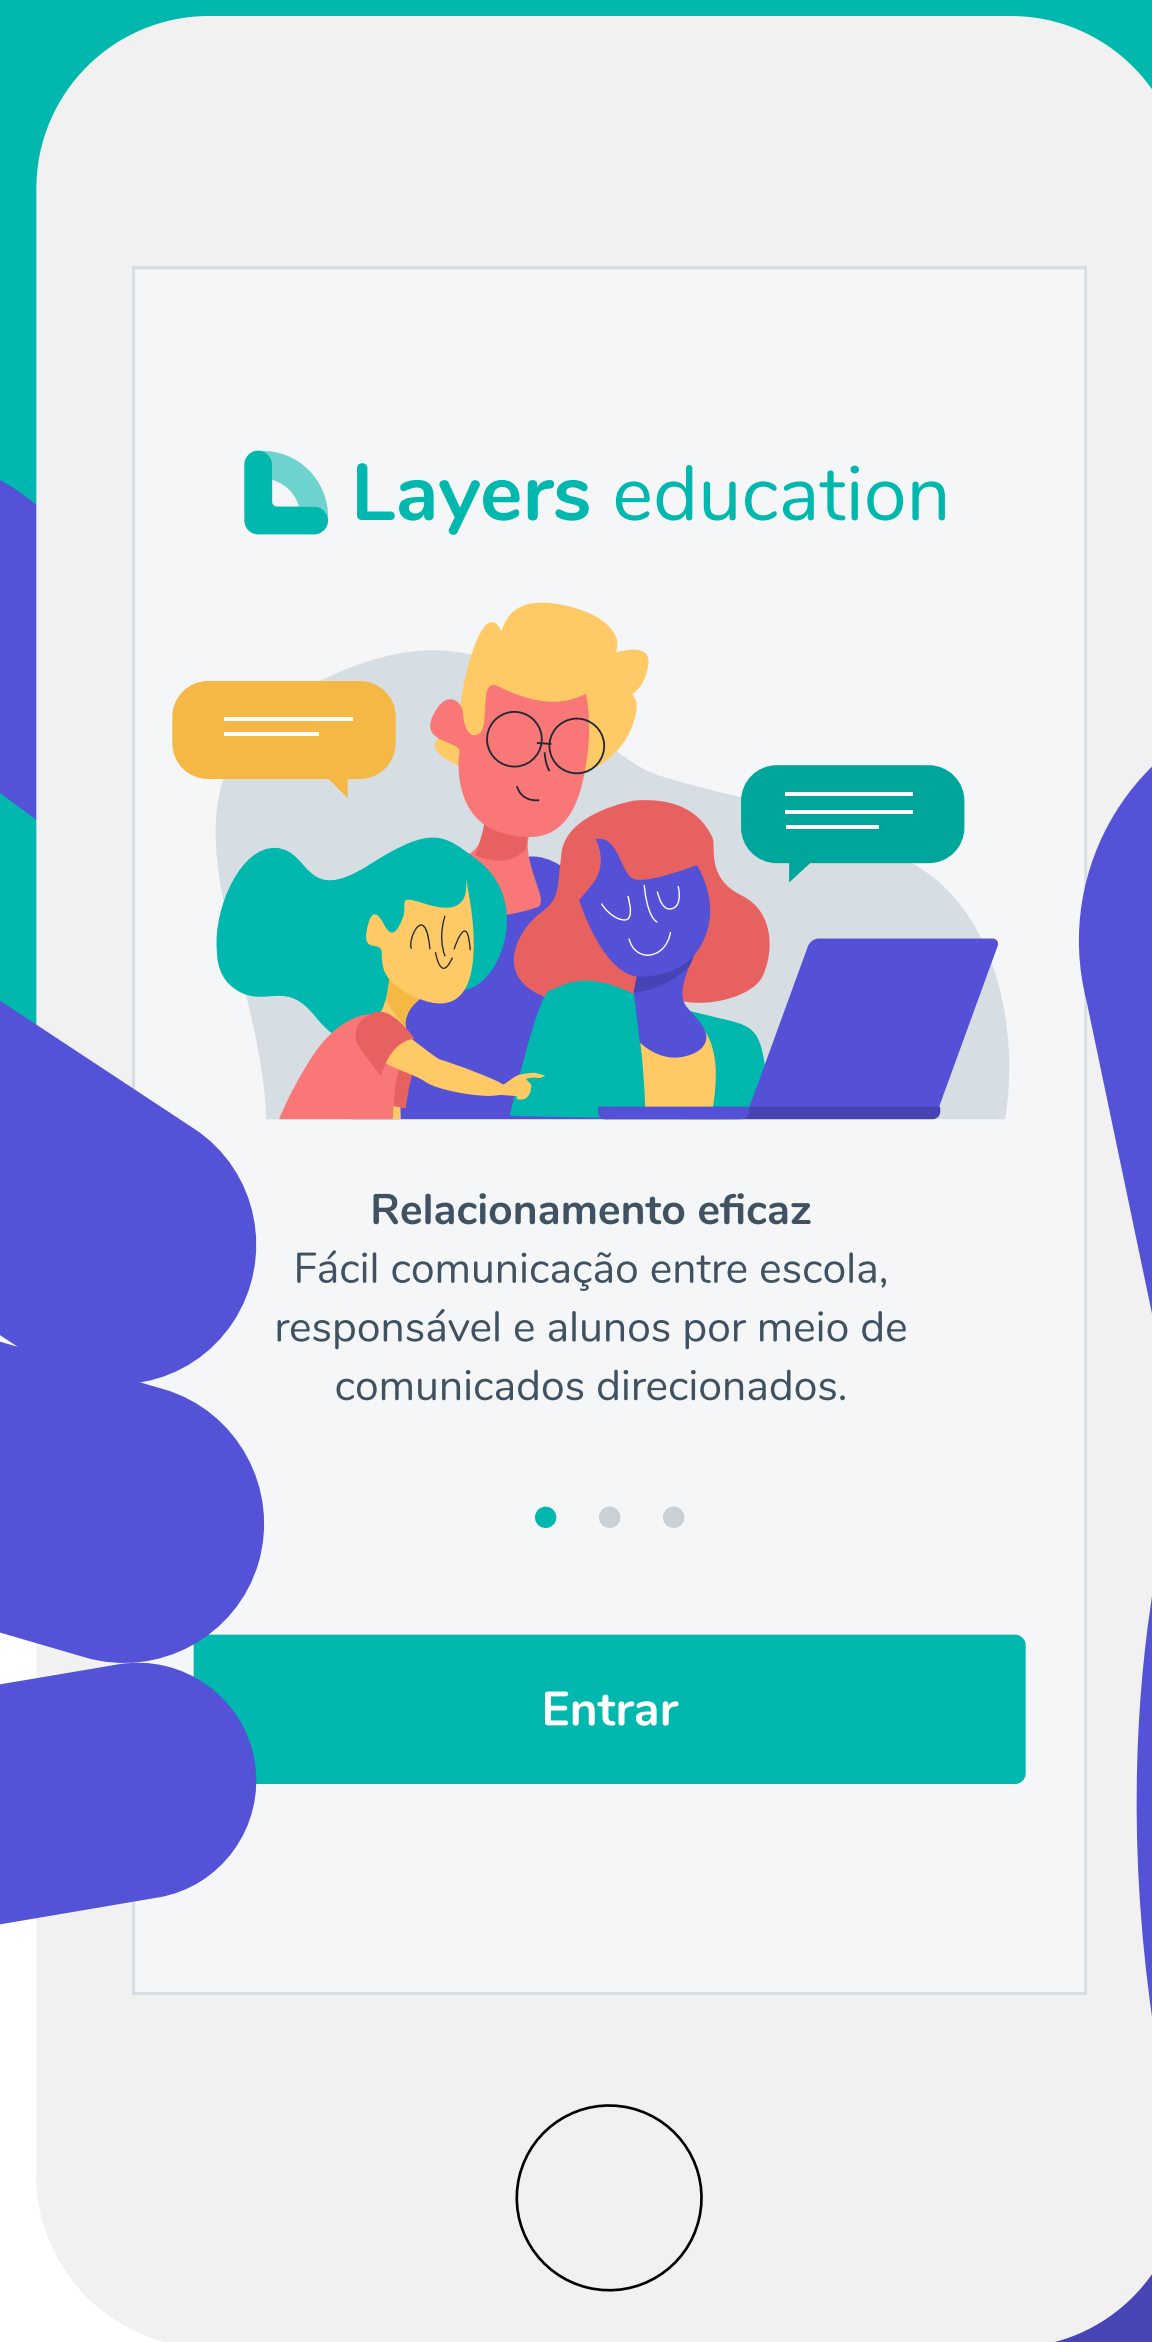 Layers education
Relacionamento eficaz
Fácil comunicação entre escola,
responsável e alunos por meio de
comunicados direcionados.
Entrar